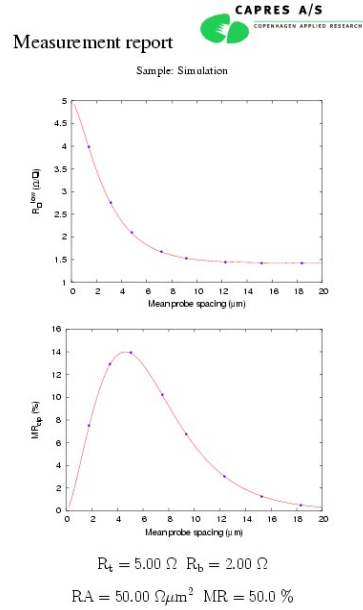 CAPRES A/S
COPENHAGEN APPLIED RESEARCH
Measurement report
Sample: Simulation
5
4.5
4
3.5
3
2.5
2
1.5
1
R□ low (Ω/□)
0 2 4 6 8 10 12 14 16 18 20
Mean probe spacing (μm)
16
14
12
10
8
6
4
2
0
MRcip (%)
0 2 4 6 8 10 12 14 16 18 20
Mean probe spacing (μm)
Rt = 5.00 Ω Rb = 2.00 Ω
RA = 50.00 Ωμm² MR = 50.0 %